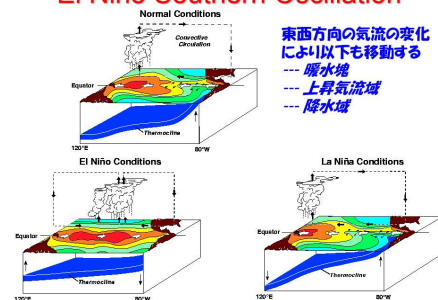 El Niño Southern Oscillation
Normal Conditions
Convective
Circulation
Equator
Thermocline
120°E
80°W
東西方向の気流の変化
により以下も移動する
--- 暖水塊
--- 上昇気流域
--- 降水域
El Niño Conditions
Equator
Thermocline
120°E
80°W
La Niña Conditions
Equator
Thermocline
120°E
80°W